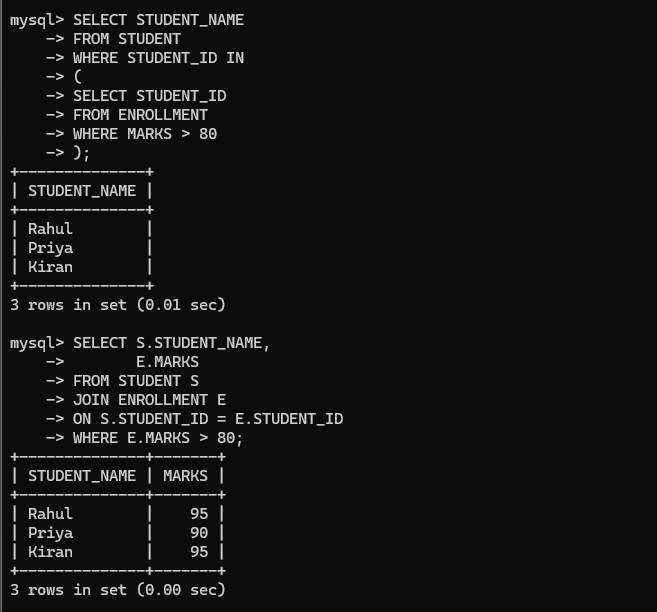 mysql> SELECT STUDENT_NAME
    -> FROM STUDENT
    -> WHERE STUDENT_ID IN
    -> (
    -> SELECT STUDENT_ID
    -> FROM ENROLLMENT
    -> WHERE MARKS > 80
    -> );
+--------------+
| STUDENT_NAME |
+--------------+
| Rahul        |
| Priya        |
| Kiran        |
+--------------+
3 rows in set (0.01 sec)

mysql> SELECT S.STUDENT_NAME,
    ->        E.MARKS
    -> FROM STUDENT S
    -> JOIN ENROLLMENT E
    -> ON S.STUDENT_ID = E.STUDENT_ID
    -> WHERE E.MARKS > 80;
+--------------+-------+
| STUDENT_NAME | MARKS |
+--------------+-------+
| Rahul        |    95 |
| Priya        |    90 |
| Kiran        |    95 |
+--------------+-------+
3 rows in set (0.00 sec)